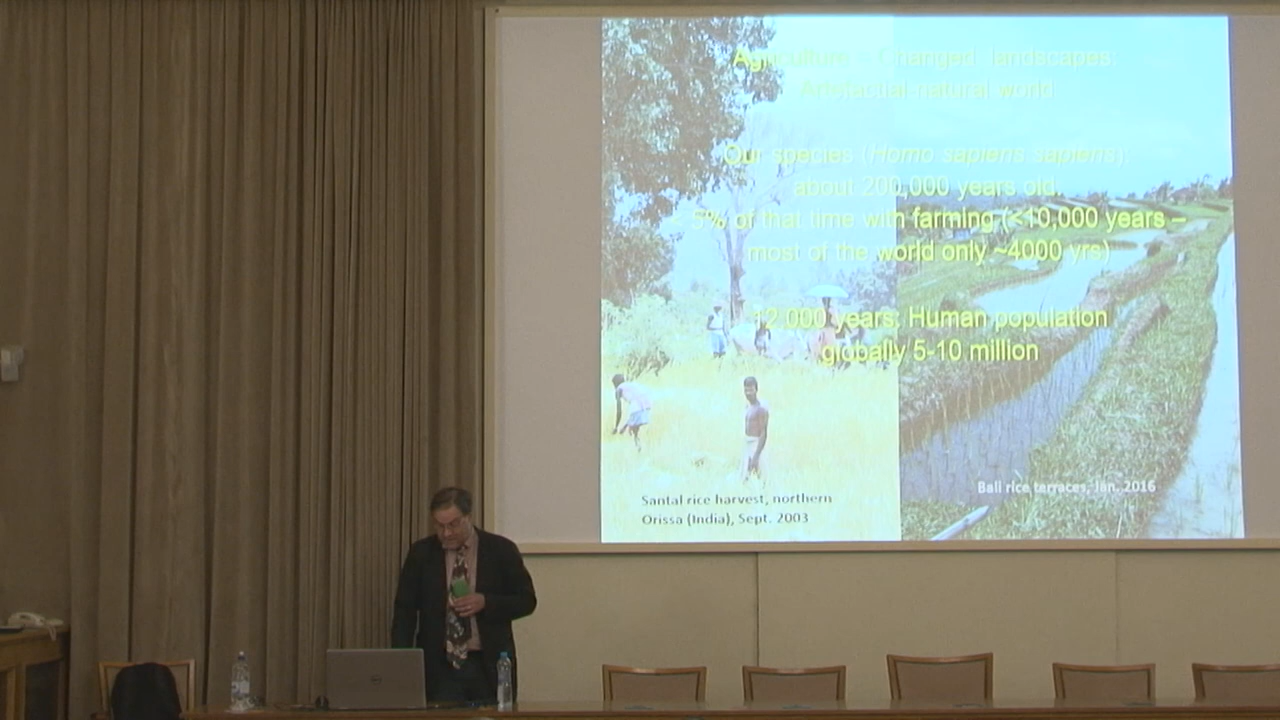 Agriculture – Changed landscapes:
Artefactial-natural world
Our species (Homo sapiens sapiens)
about 200,000 years old.
< 5% of that time with farming (<10,000 years –
most of the world only ~4000 yrs)
12,000 years: Human population
globally 5-10 million
Santal rice harvest, northern
Orissa (India), Sept. 2003
Bali rice terraces, Jan. 2016
DELL